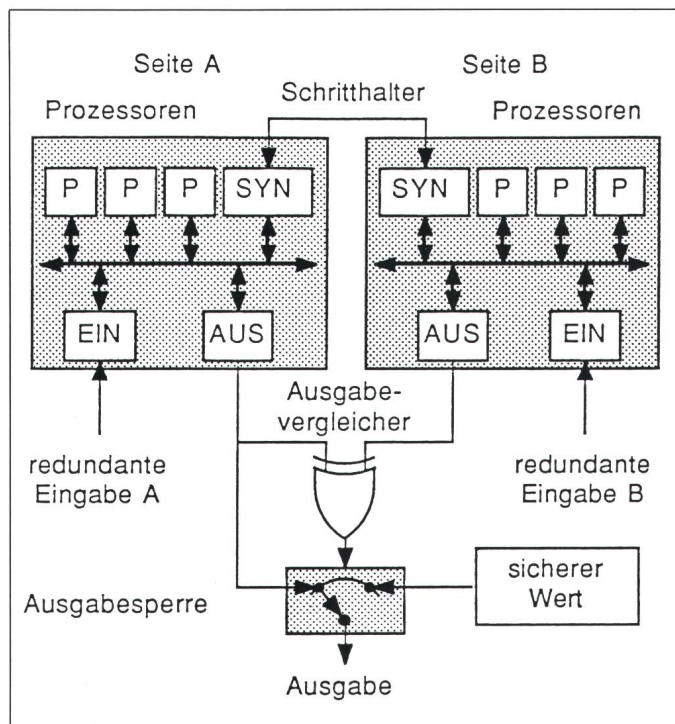 Seite A
Seite B
Schritthalter
Prozessoren
Prozessoren
P P P SYN
SYN P P P
EIN AUS
AUS EIN
Ausgabe-
vergleicher
redundante
Eingabe A
redundante
Eingabe B
sicherer
Wert
Ausgabesperre
Ausgabe